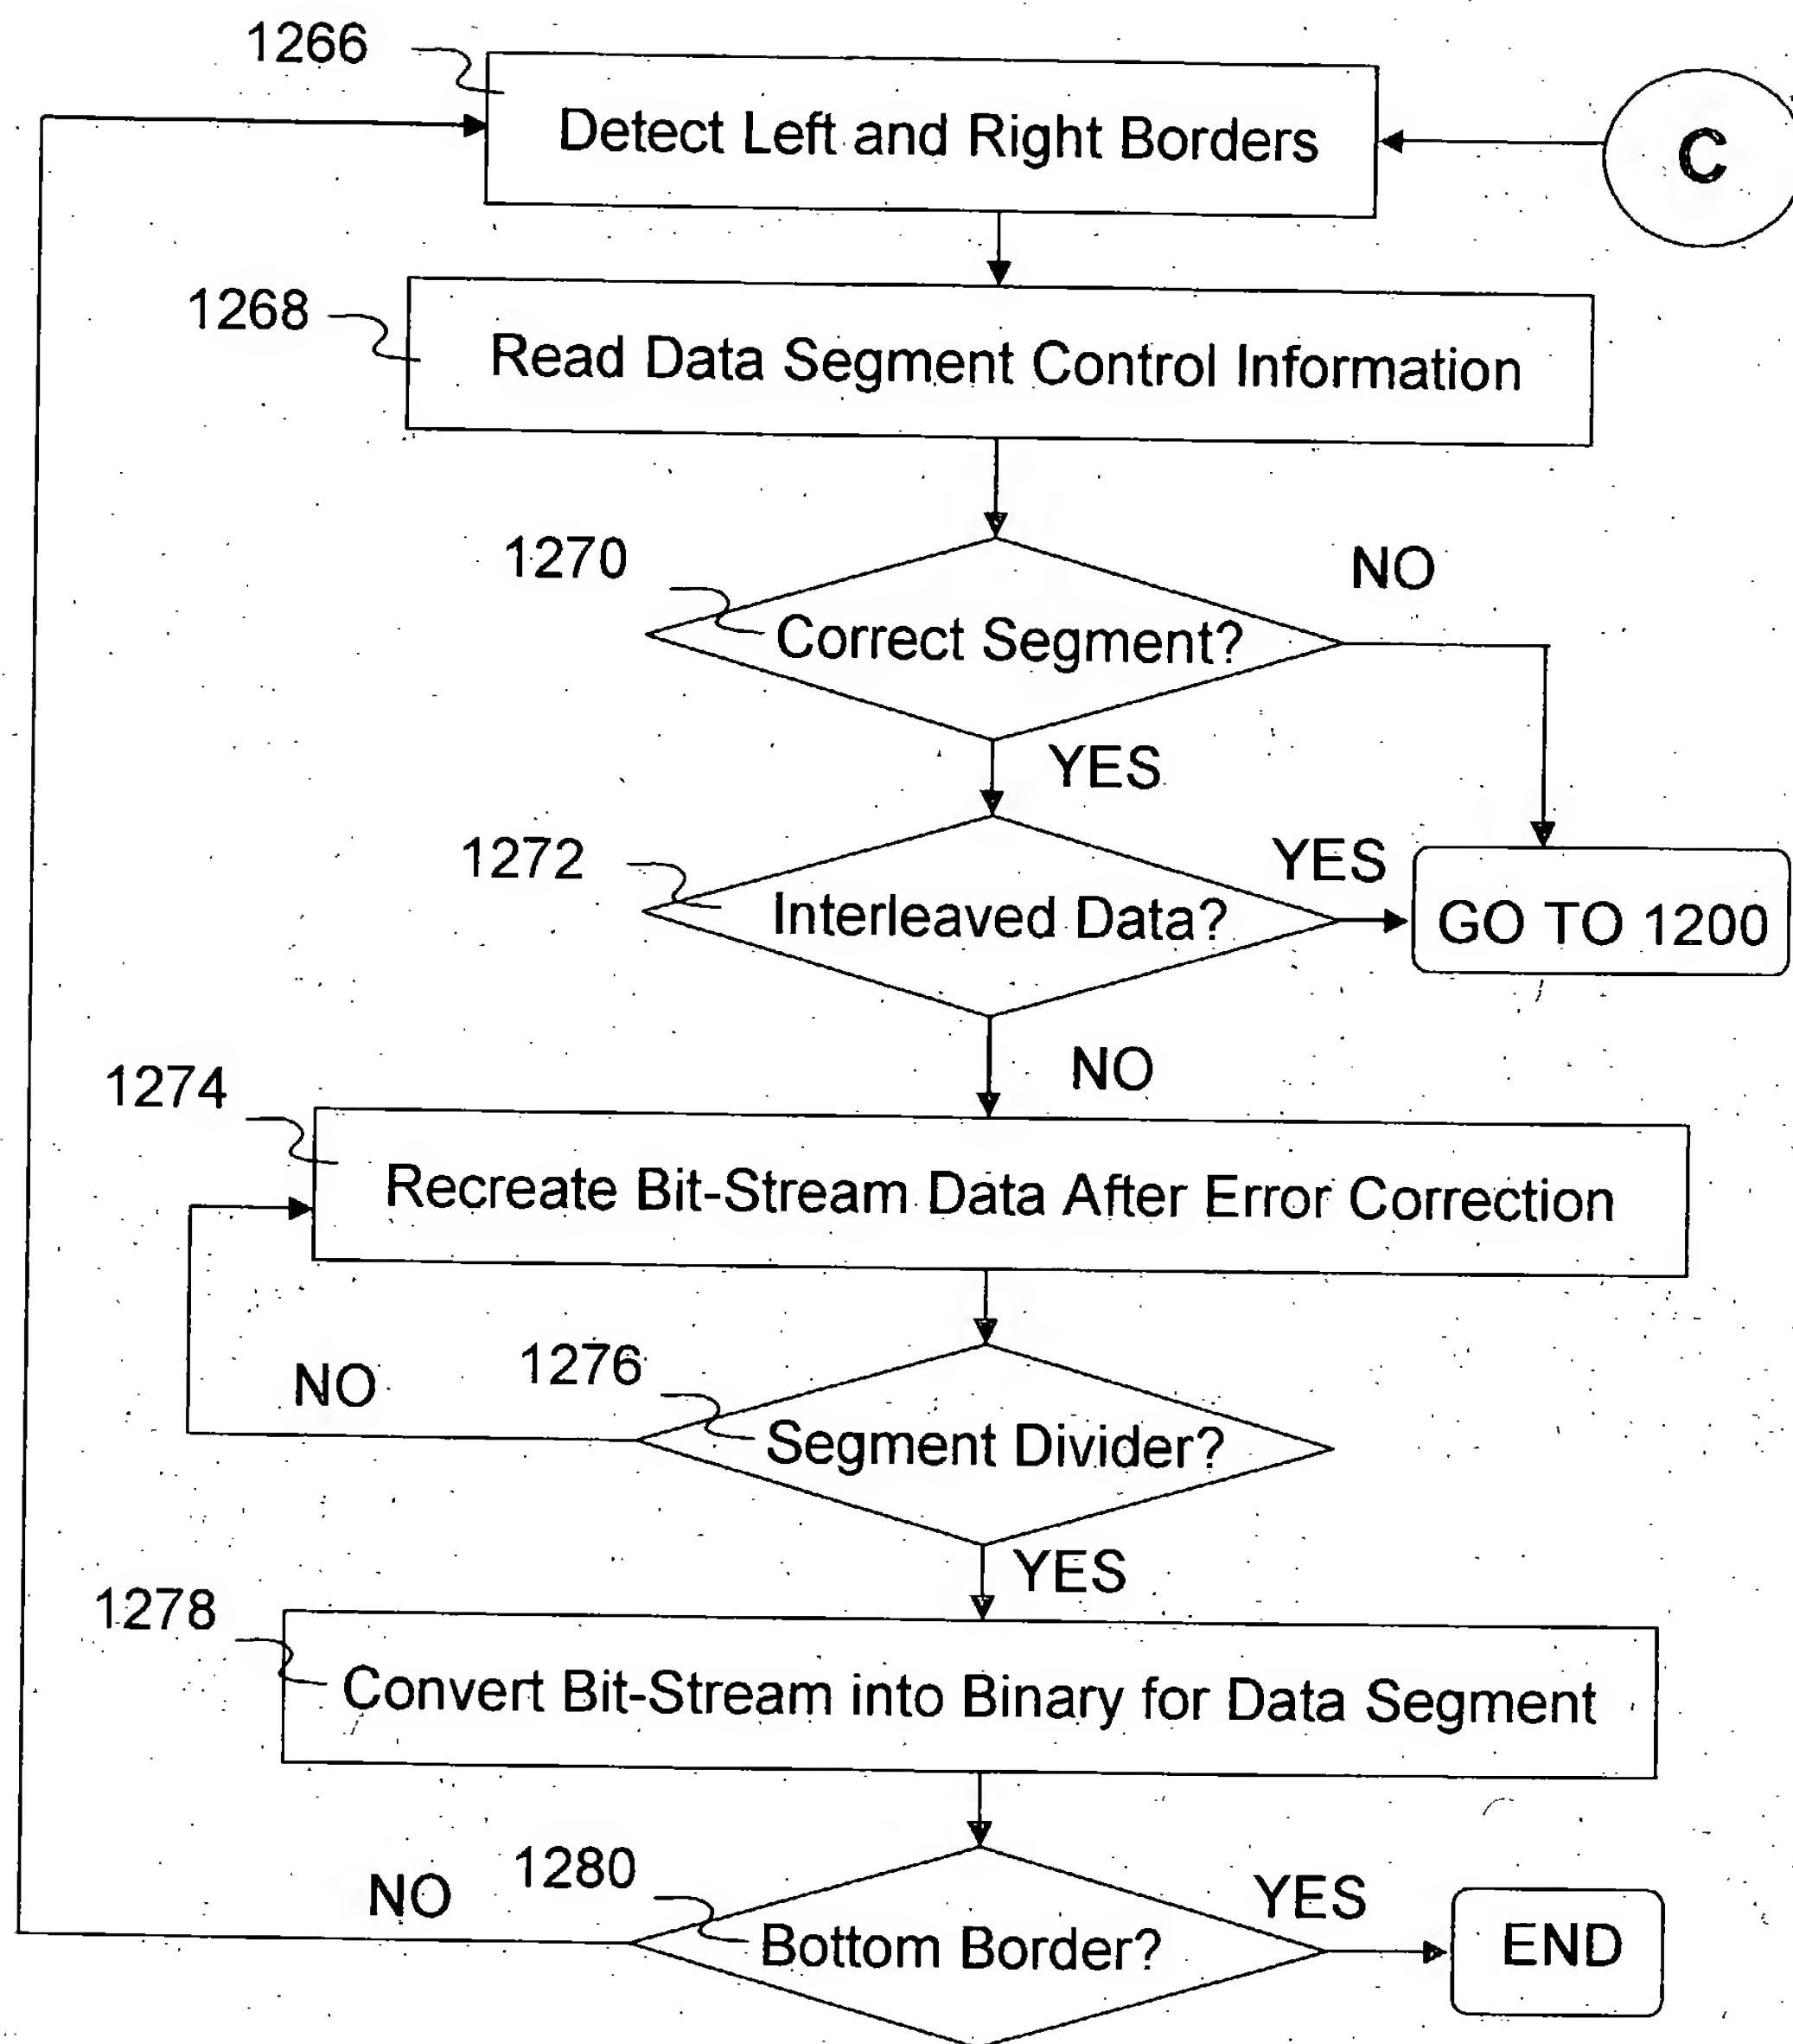 1266
Detect Left and Right Borders
C
1268
Read Data Segment Control Information
1270
NO
Correct Segment?
YES
1272
YES
Interleaved Data?
GO TO 1200
NO
1274
Recreate Bit-Stream Data After Error Correction
1276
NO
Segment Divider?
YES
1278
Convert Bit-Stream into Binary for Data Segment
1280
NO
YES
Bottom Border?
END